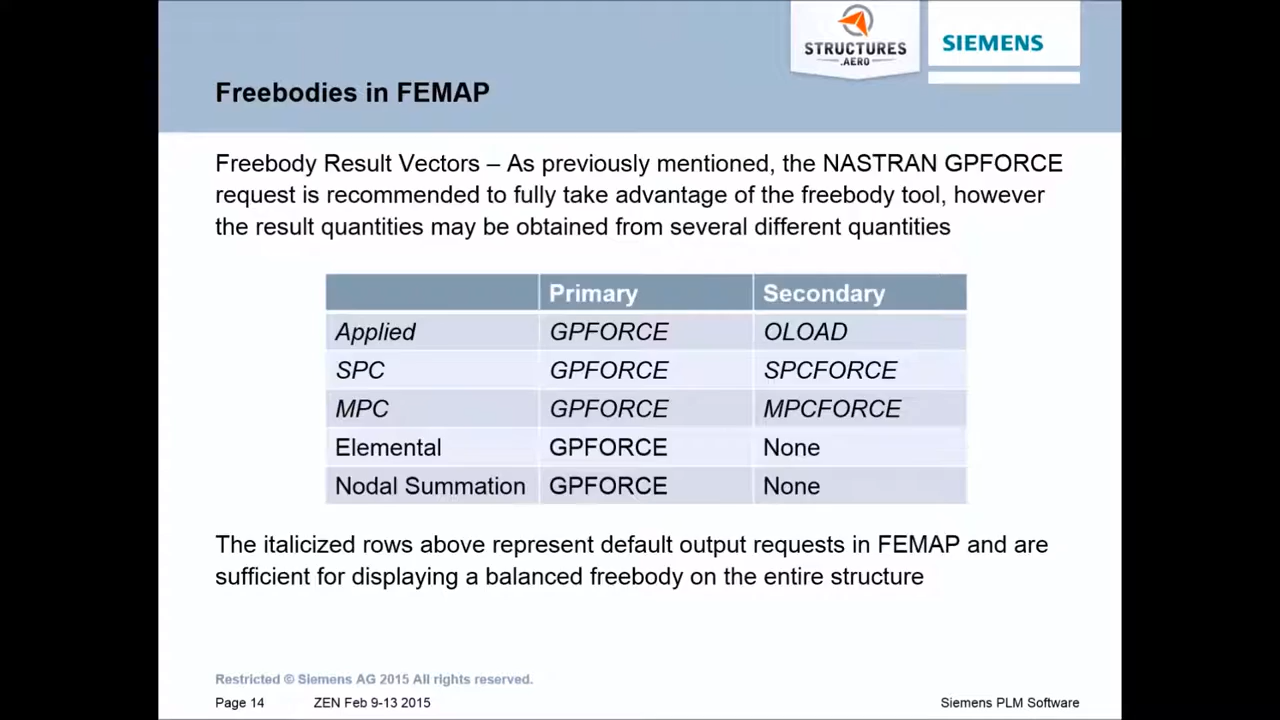 STRUCTURES
.AERO
SIEMENS
Freebodies in FEMAP
Freebody Result Vectors – As previously mentioned, the NASTRAN GPFORCE
request is recommended to fully take advantage of the freebody tool, however
the result quantities may be obtained from several different quantities
Primary Secondary
Applied GPFORCE OLOAD
SPC GPFORCE SPCFORCE
MPC GPFORCE MPCFORCE
Elemental GPFORCE None
Nodal Summation GPFORCE None
The italicized rows above represent default output requests in FEMAP and are
sufficient for displaying a balanced freebody on the entire structure
Restricted © Siemens AG 2015 All rights reserved.
Page 14 ZEN Feb 9-13 2015 Siemens PLM Software